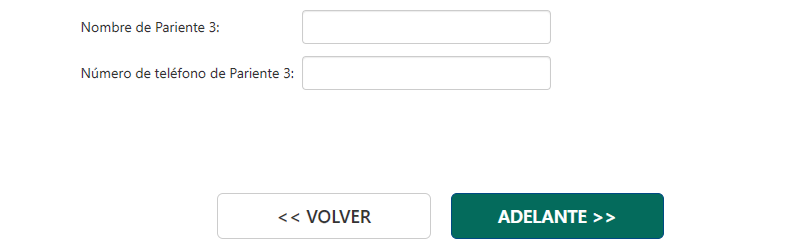 Nombre de Pariente 3:
Número de teléfono de Pariente 3:
<< VOLVER
ADELANTE >>